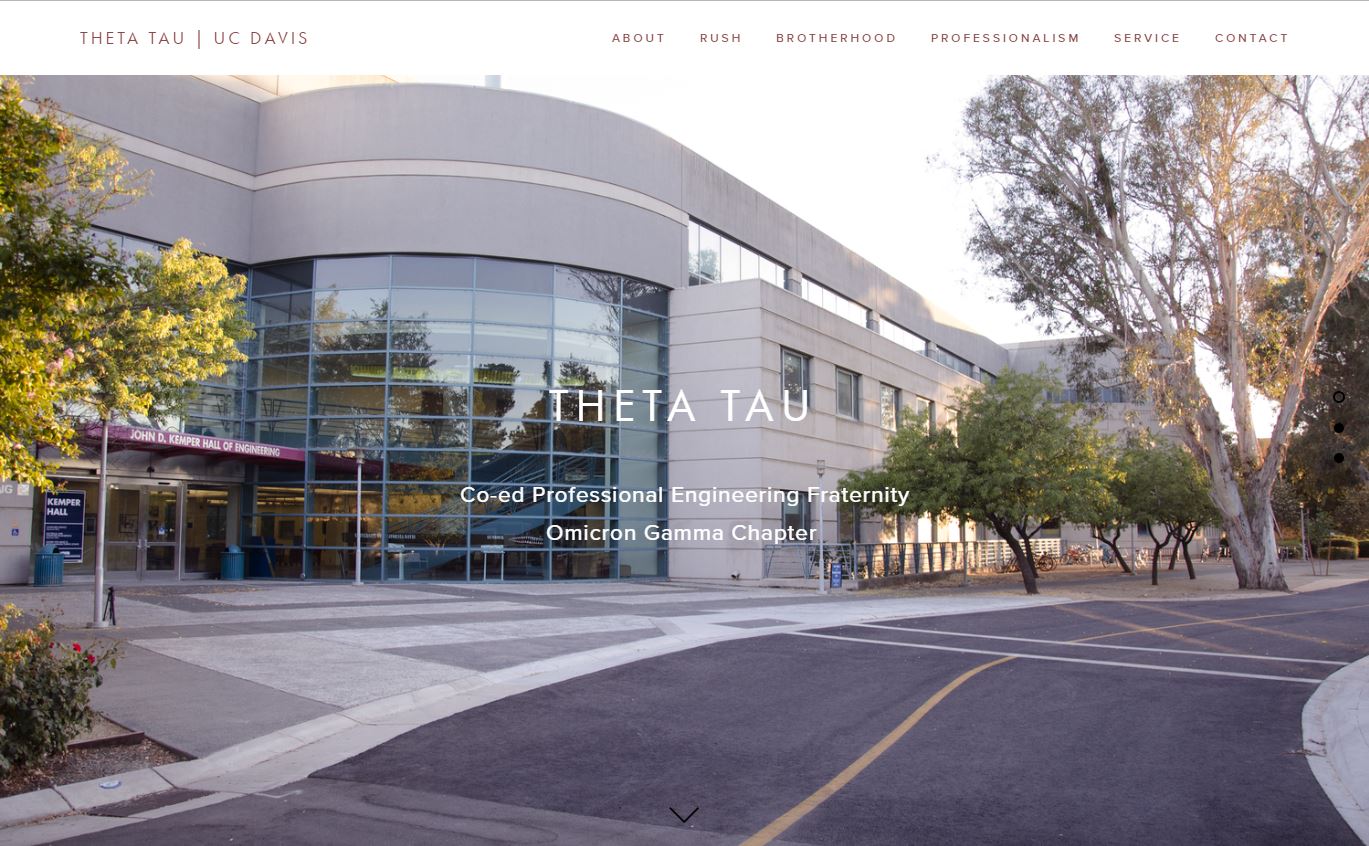 THETA TAU | UC DAVIS
ABOUT RUSH BROTHERHOOD PROFESSIONALISM SERVICE CONTACT
THETA TAU
JOHN D. KEMPER HALL OF ENGINEERING
KEMPER
HALL
Co-ed Professional Engineering Fraternity
Omicron Gamma Chapter